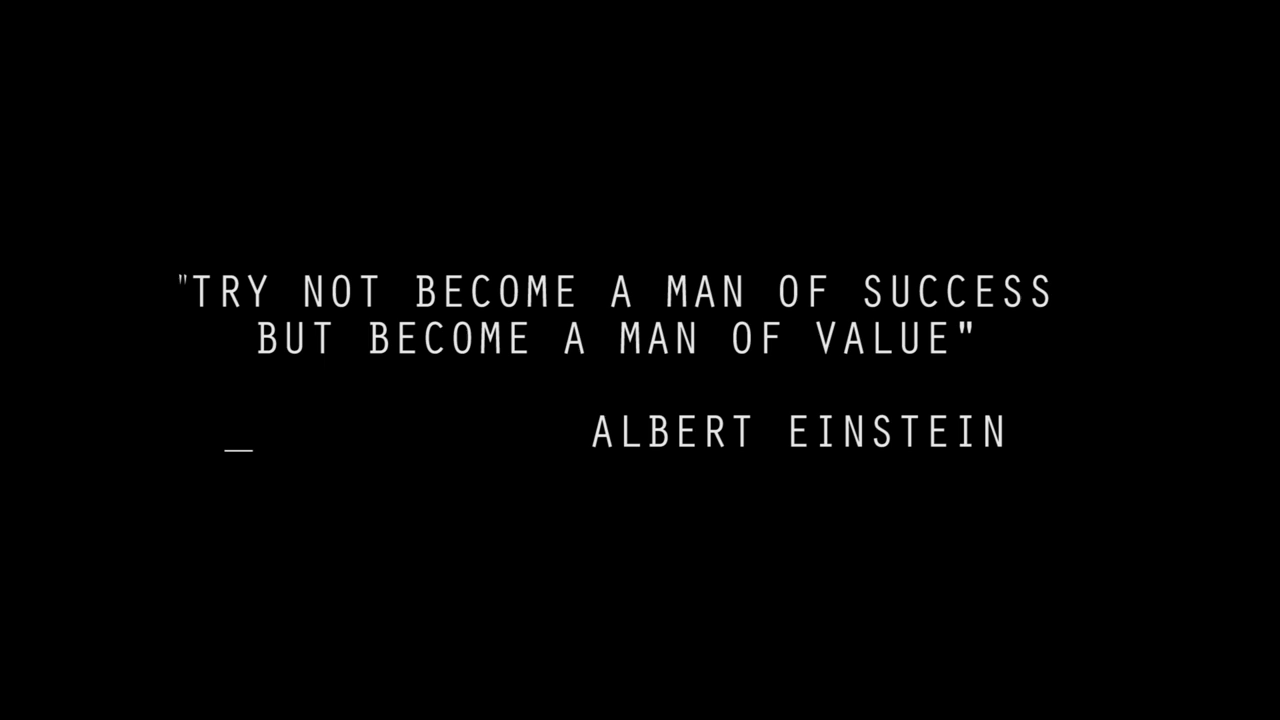 "TRY NOT BECOME A MAN OF SUCCESS
BUT BECOME A MAN OF VALUE"
_ ALBERT EINSTEIN